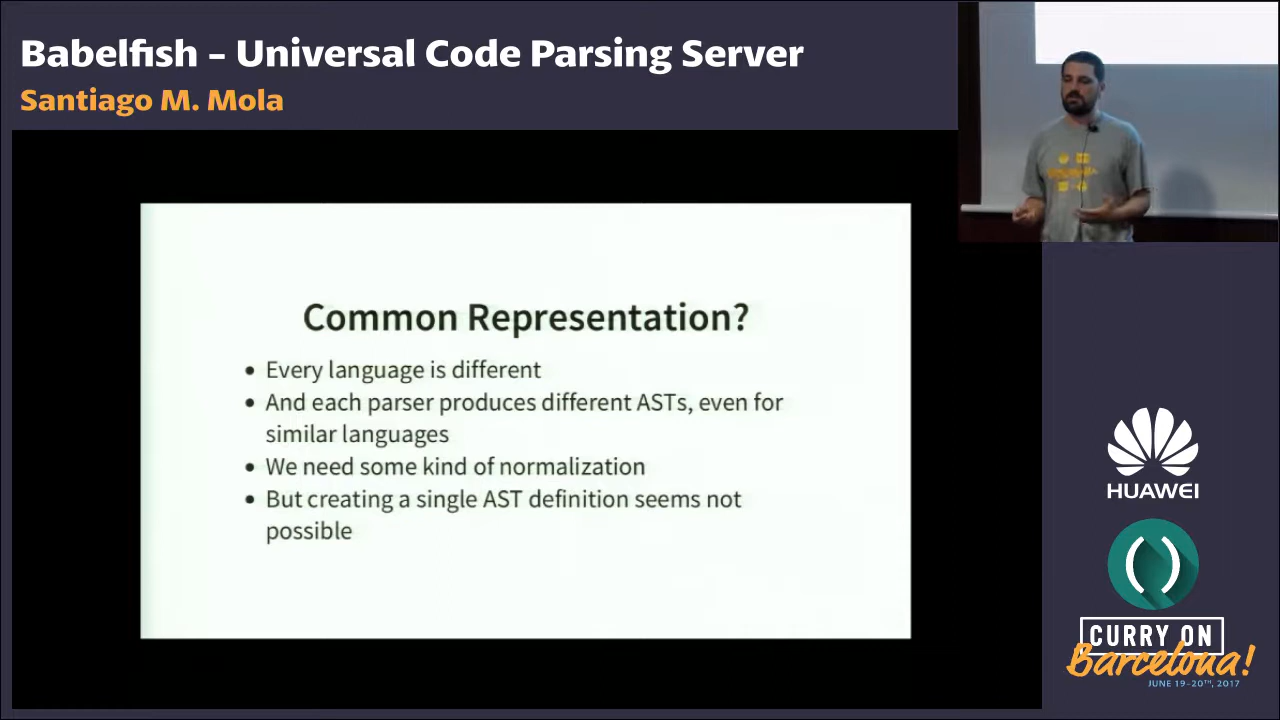 Babelfish – Universal Code Parsing Server
Santiago M. Mola
Common Representation?
• Every language is different
• And each parser produces different ASTs, even for
similar languages
• We need some kind of normalization
• But creating a single AST definition seems not
possible
HUAWEI
( )
CURRY ON
Barcelona!
JUNE 19-20TH, 2017